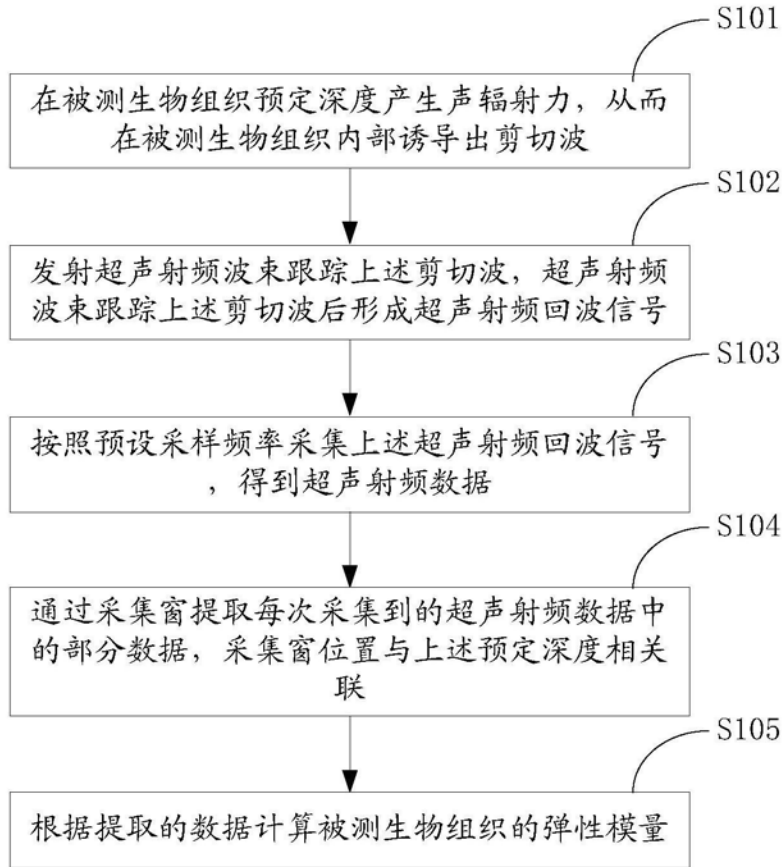 S101
在被测生物组织预定深度产生声辐射力，从而
在被测生物组织内部诱导出剪切波
S102
发射超声射频波束跟踪上述剪切波，超声射频
波束跟踪上述剪切波后形成超声射频回波信号
S103
按照预设采样频率采集上述超声射频回波信号
，得到超声射频数据
S104
通过采集窗提取每次采集到的超声射频数据中
的部分数据，采集窗位置与上述预定深度相关
联
S105
根据提取的数据计算被测生物组织的弹性模量